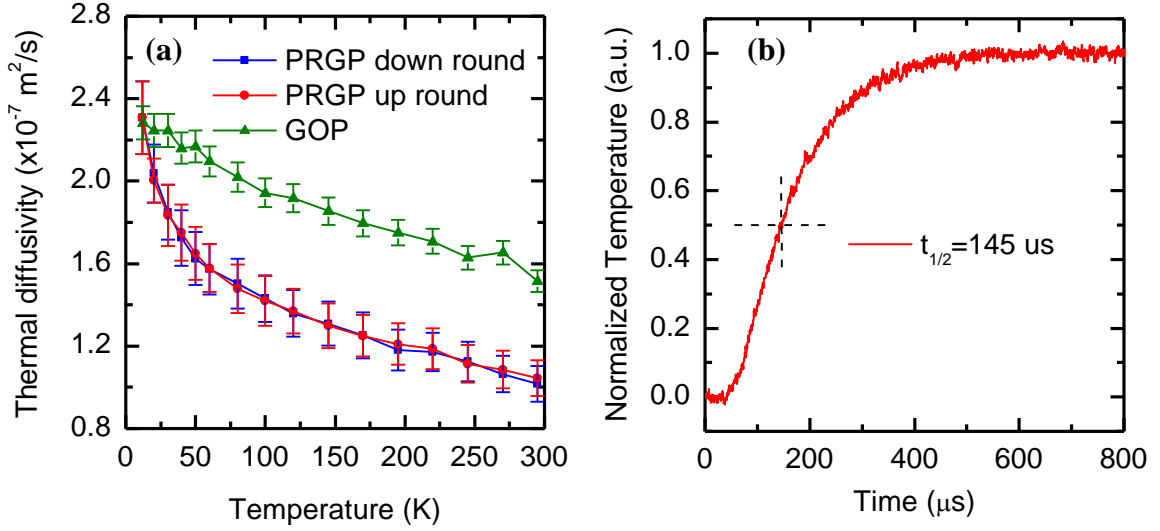 (a)
PRGP down round
PRGP up round
GOP
Thermal diffusivity (x10⁻⁷ m²/s)
2.8
2.4
2.0
1.6
1.2
0.8
0 50 100 150 200 250 300
Temperature (K)
(b)
t₁/₂=145 us
Normalized Temperature (a.u.)
1.0
0.8
0.6
0.4
0.2
0.0
0 200 400 600 800
Time (μs)